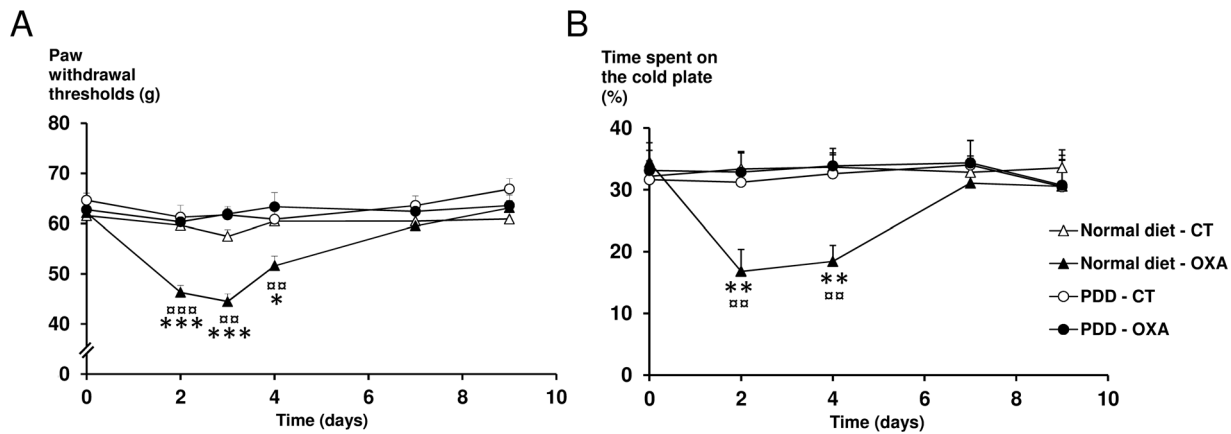 A
Paw
withdrawal
thresholds (g)
80
70
60
50
40
0
¤¤¤
***
¤¤
***
¤¤
*
0 2 4 6 8 10
Time (days)
B
Time spent on
the cold plate
(%)
40
30
20
10
0
**
¤¤
**
¤¤
0 2 4 6 8 10
Time (days)
Normal diet - CT
Normal diet - OXA
PDD - CT
PDD - OXA